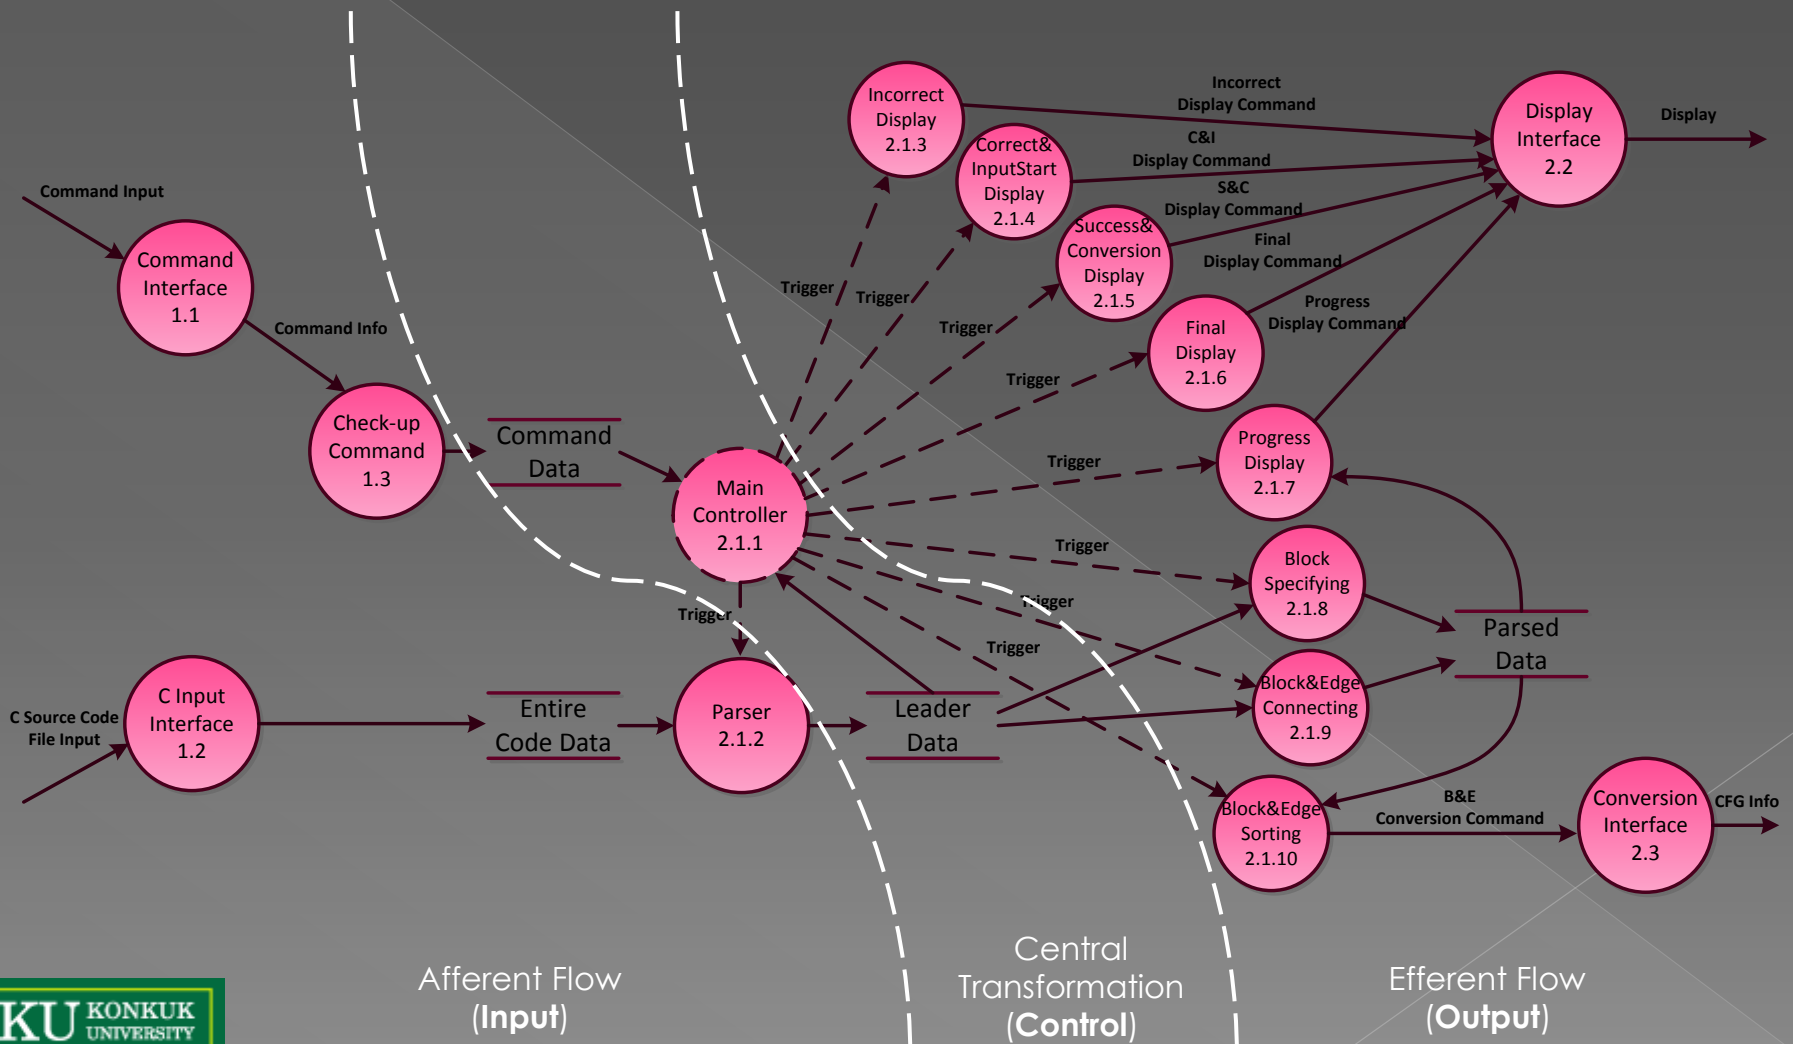 Command Input
Command
Interface
1.1
Command Info
Check-up
Command
1.3
Command
Data
Main
Controller
2.1.1
Trigger
Trigger
Trigger
Trigger
Trigger
Trigger
Trigger
Trigger
Trigger
Incorrect
Display
2.1.3
Correct&
InputStart
Display
2.1.4
Success&
Conversion
Display
2.1.5
Final
Display
2.1.6
Progress
Display
2.1.7
Incorrect
Display Command
C&I
Display Command
S&C
Display Command
Final
Display Command
Progress
Display Command
Display
Interface
2.2
Display
Block
Specifying
2.1.8
Block&Edge
Connecting
2.1.9
Block&Edge
Sorting
2.1.10
Parsed
Data
B&E
Conversion Command
Conversion
Interface
2.3
CFG Info
C Source Code
File Input
C Input
Interface
1.2
Entire
Code Data
Parser
2.1.2
Leader
Data
Afferent Flow
(Input)
Central
Transformation
(Control)
Efferent Flow
(Output)
KU KONKUK
UNIVERSITY